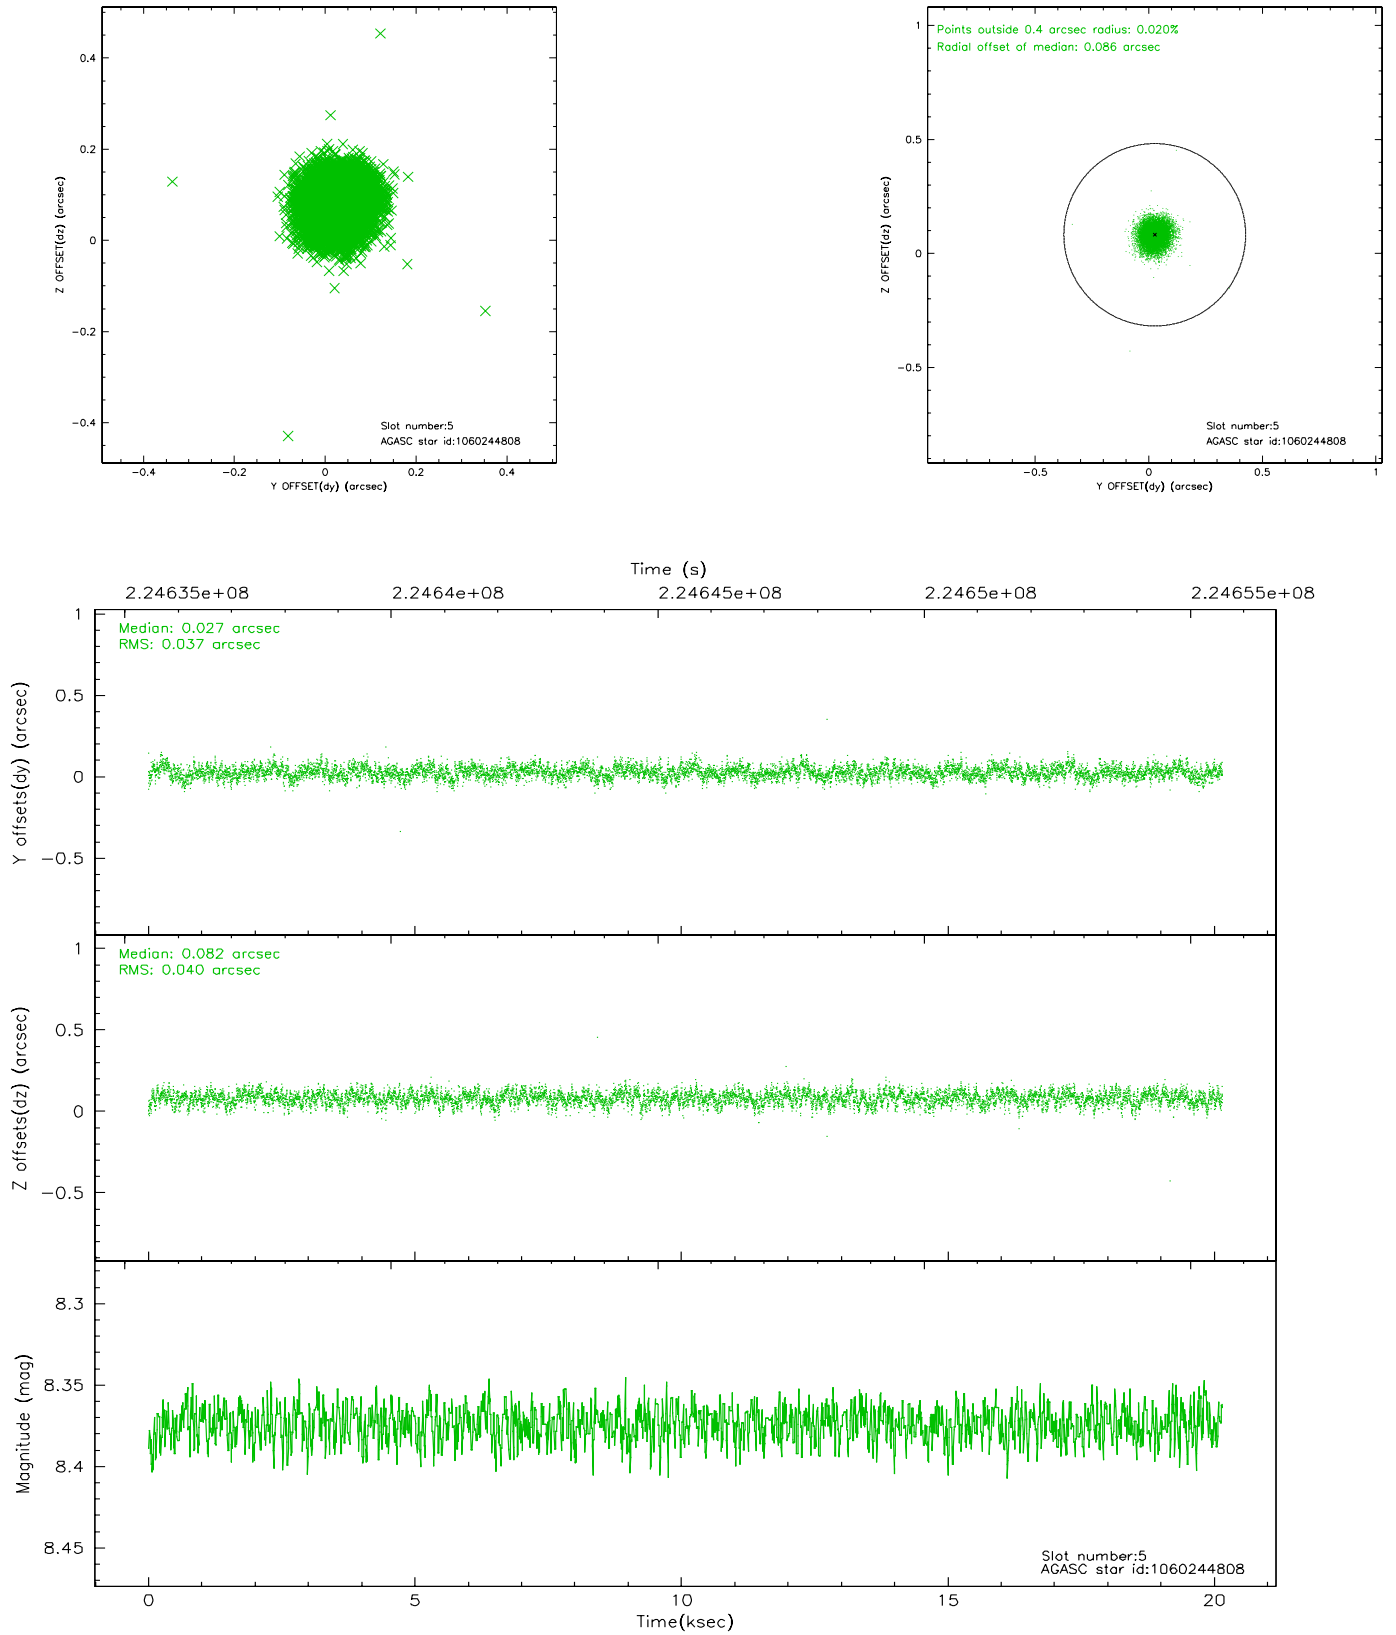 0.4
0.2
0
−0.2
−0.4
Z OFFSET(dz) (arcsec)
Slot number:5
AGASC star id:1060244808
−0.4 −0.2 0 0.2 0.4
Y OFFSET(dy) (arcsec)
Points outside 0.4 arcsec radius: 0.020%
Radial offset of median: 0.086 arcsec
1
0.5
0
−0.5
Z OFFSET(dz) (arcsec)
Slot number:5
AGASC star id:1060244808
−0.5 0 0.5 1
Y OFFSET(dy) (arcsec)
Time (s)
2.24635e+08 2.2464e+08 2.24645e+08 2.2465e+08 2.24655e+08
Median: 0.027 arcsec
RMS: 0.037 arcsec
1
0.5
0
−0.5
Y offsets(dy) (arcsec)
Median: 0.082 arcsec
RMS: 0.040 arcsec
1
0.5
0
−0.5
Z offsets(dz) (arcsec)
8.3
8.35
8.4
8.45
Magnitude (mag)
Slot number:5
AGASC star id:1060244808
0 5 10 15 20
Time(ksec)